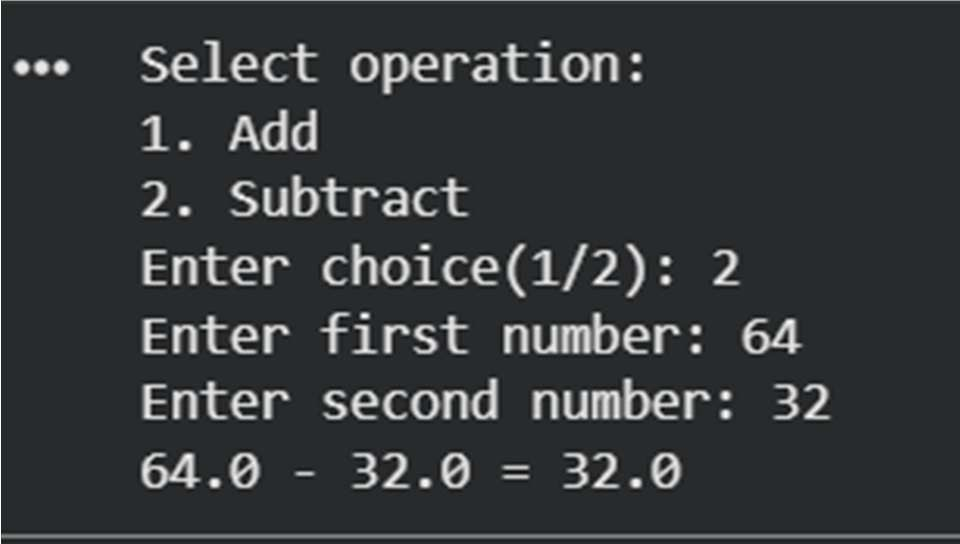 Select operation:
1. Add
2. Subtract
Enter choice(1/2): 2
Enter first number: 64
Enter second number: 32
64.0 - 32.0 = 32.0